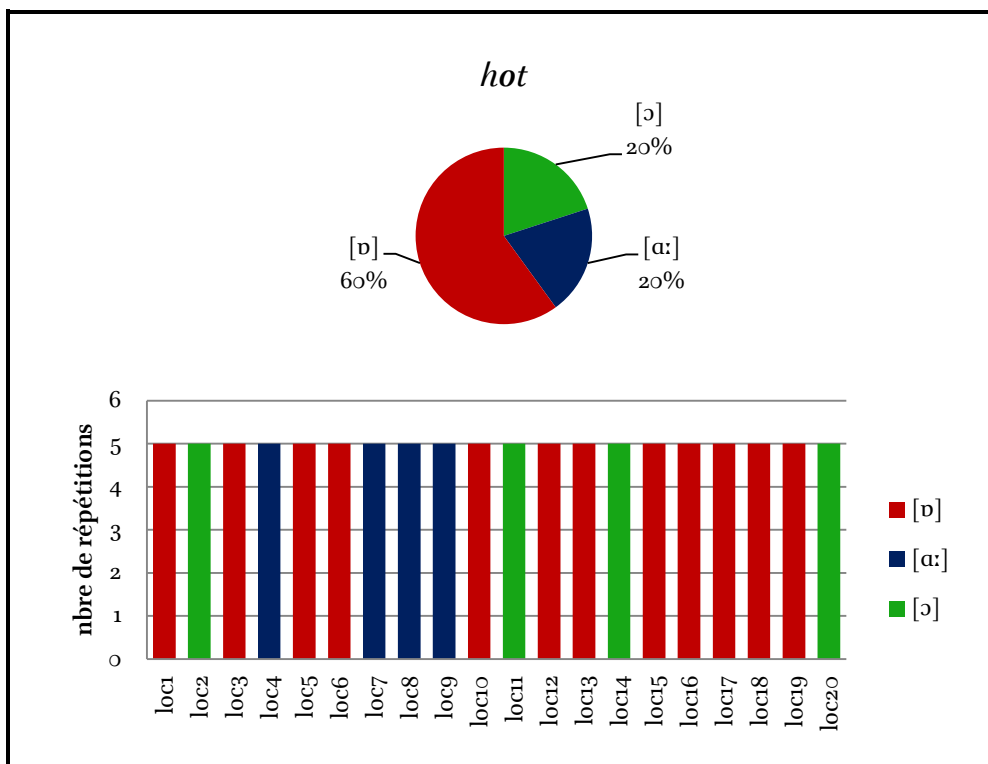 hot
[ɔ]
20%
[ɒ]
60%
[ɑː]
20%
nbre de répétitions
6
5
4
3
2
1
0
loc1
loc2
loc3
loc4
loc5
loc6
loc7
loc8
loc9
loc10
loc11
loc12
loc13
loc14
loc15
loc16
loc17
loc18
loc19
loc20
[ɒ]
[ɑː]
[ɔ]